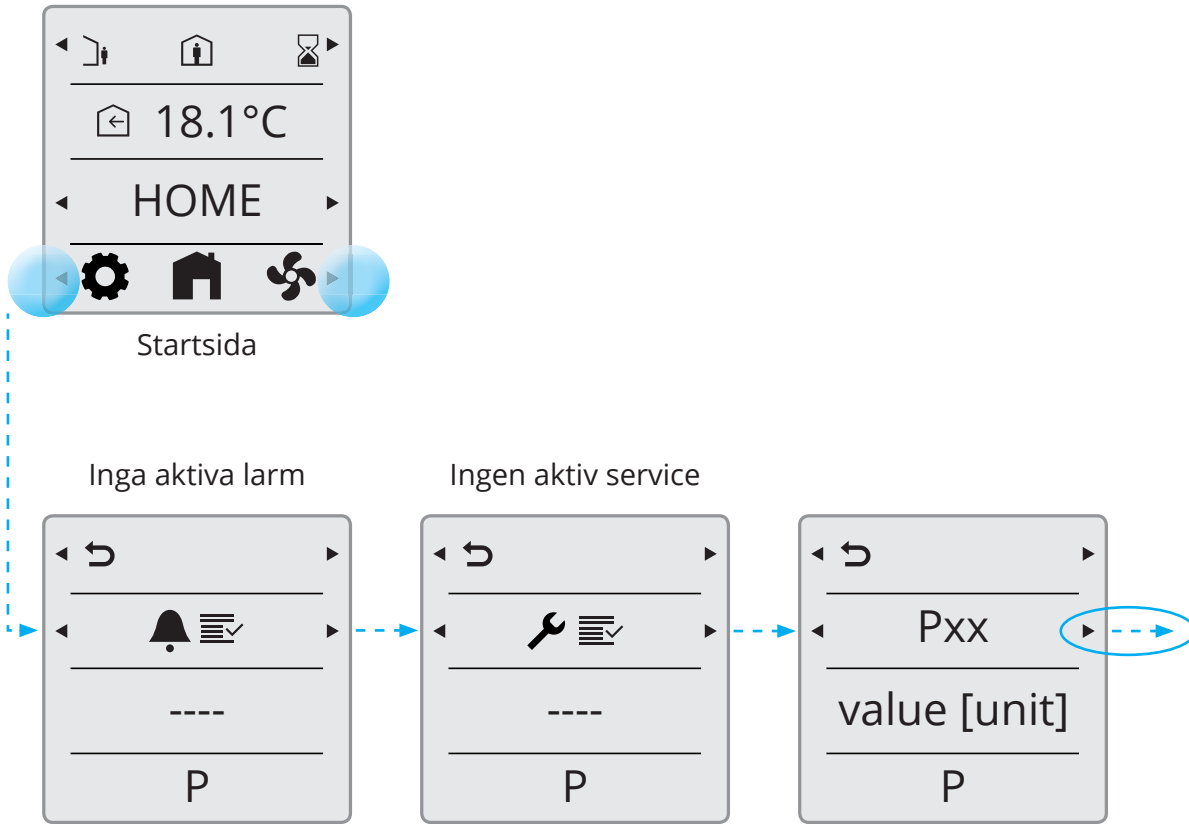 18.1°C
HOME
Startsida
Inga aktiva larm
Ingen aktiv service
Pxx
----
----
value [unit]
P
P
P